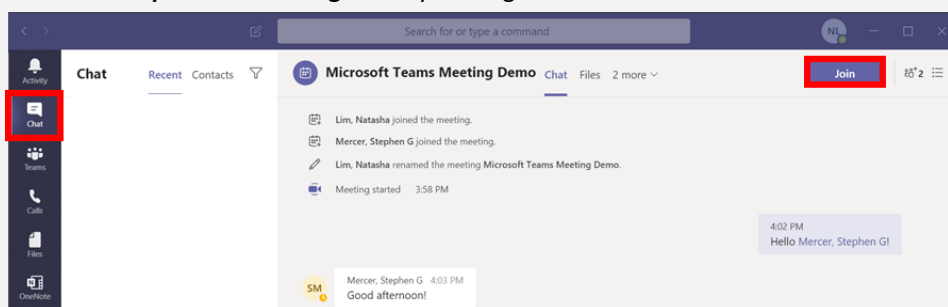 Search for or type a command
NL
Activity
Chat
Recent
Contacts
Microsoft Teams Meeting Demo
Chat
Files
2 more
Join
2
Chat
Teams
Calls
Files
OneNote
Lim, Natasha joined the meeting.
Mercer, Stephen G joined the meeting.
Lim, Natasha renamed the meeting Microsoft Teams Meeting Demo.
Meeting started 3:58 PM
4:02 PM
Hello Mercer, Stephen G!
SM
Mercer, Stephen G 4:03 PM
Good afternoon!